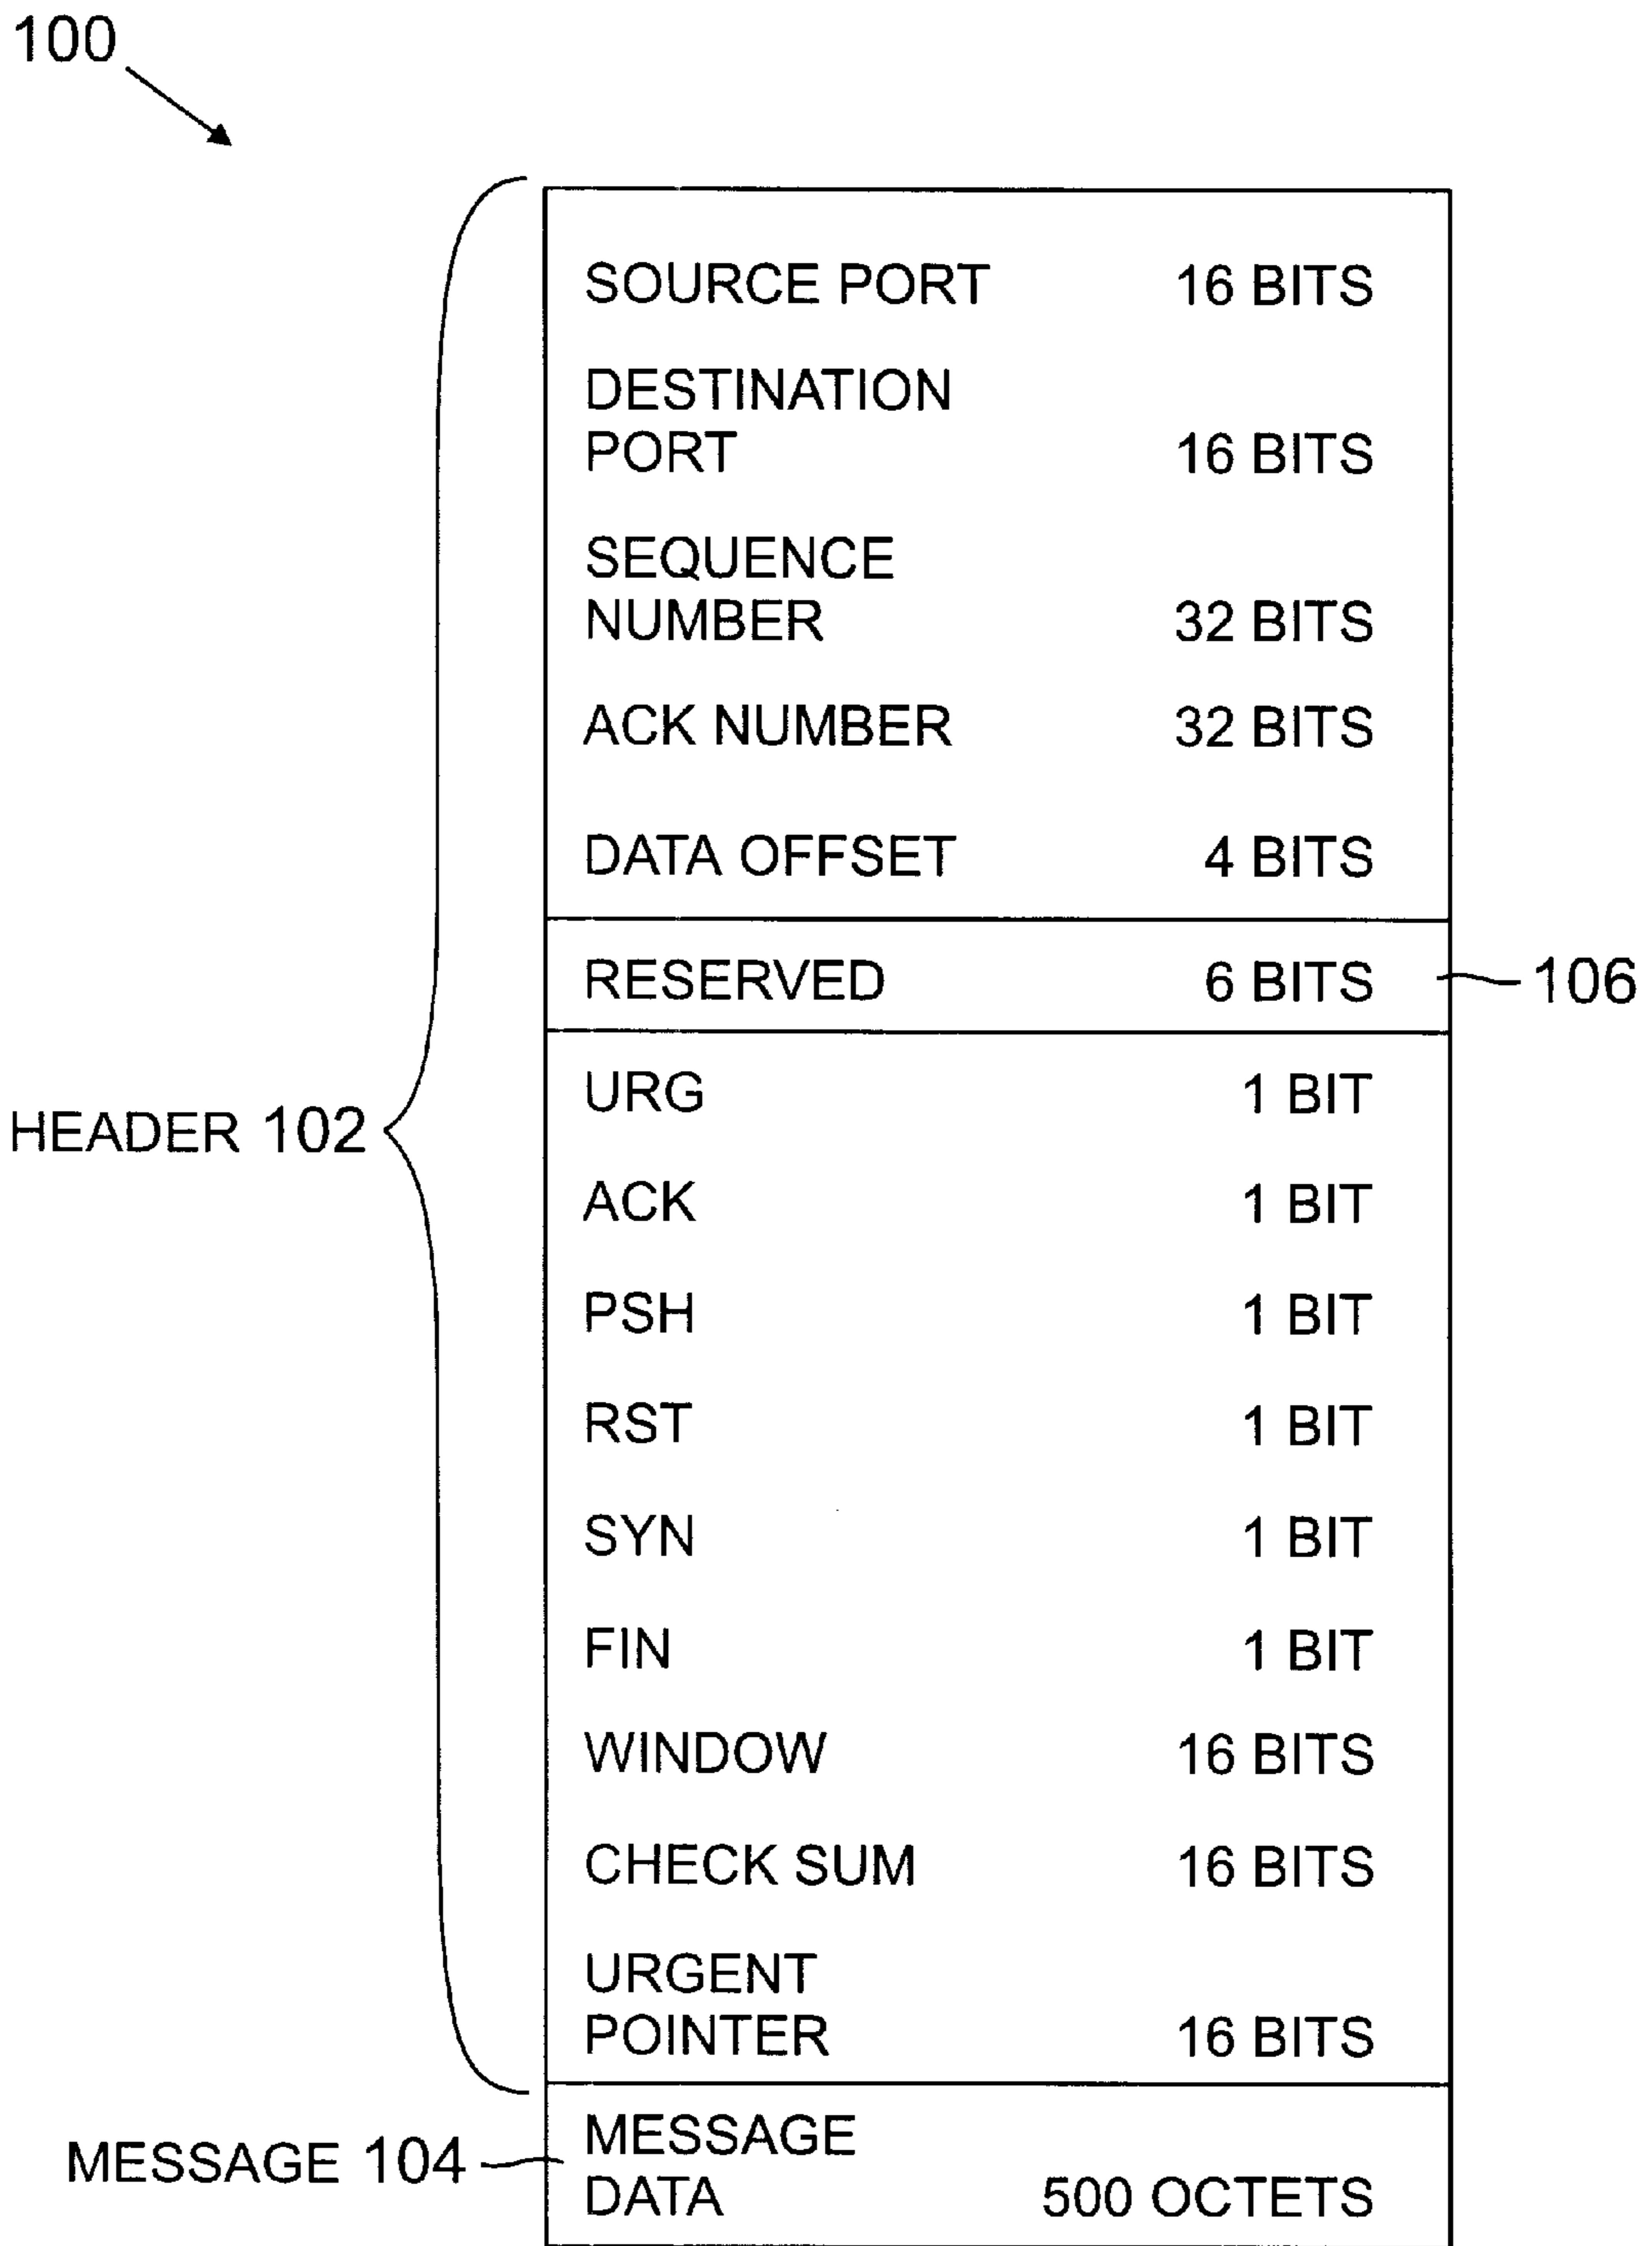 100
SOURCE PORT 16 BITS
DESTINATION
PORT 16 BITS
SEQUENCE
NUMBER 32 BITS
ACK NUMBER 32 BITS
DATA OFFSET 4 BITS
RESERVED 6 BITS 106
URG 1 BIT
HEADER 102
ACK 1 BIT
PSH 1 BIT
RST 1 BIT
SYN 1 BIT
FIN 1 BIT
WINDOW 16 BITS
CHECK SUM 16 BITS
URGENT
POINTER 16 BITS
MESSAGE
MESSAGE 104
DATA 500 OCTETS